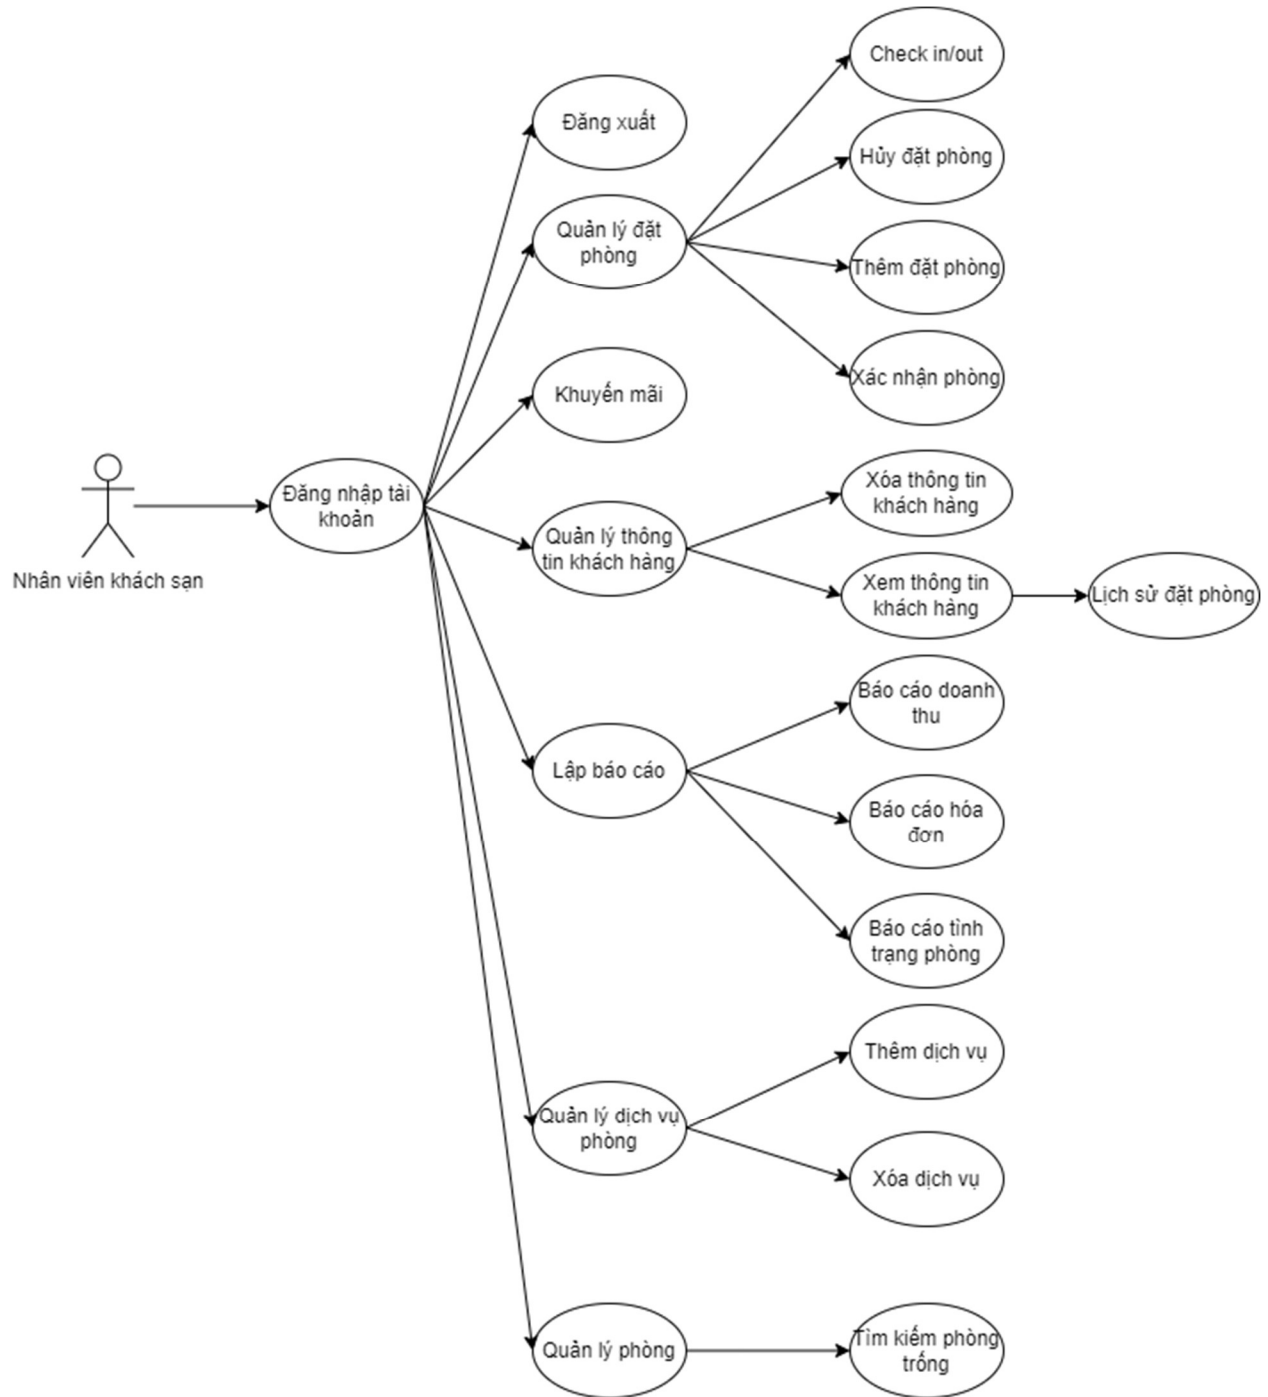 Check in/out
Đăng xuất
Hủy đặt phòng
Quản lý đặt
phòng
Thêm đặt phòng
Xác nhận phòng
Khuyến mãi
Nhân viên khách sạn
Đăng nhập tài
khoản
Quản lý thông
tin khách hàng
Xóa thông tin
khách hàng
Xem thông tin
khách hàng
Lịch sử đặt phòng
Lập báo cáo
Báo cáo doanh
thu
Báo cáo hóa
đơn
Báo cáo tình
trạng phòng
Quản lý dịch vụ
phòng
Thêm dịch vụ
Xóa dịch vụ
Quản lý phòng
Tìm kiếm phòng
trống